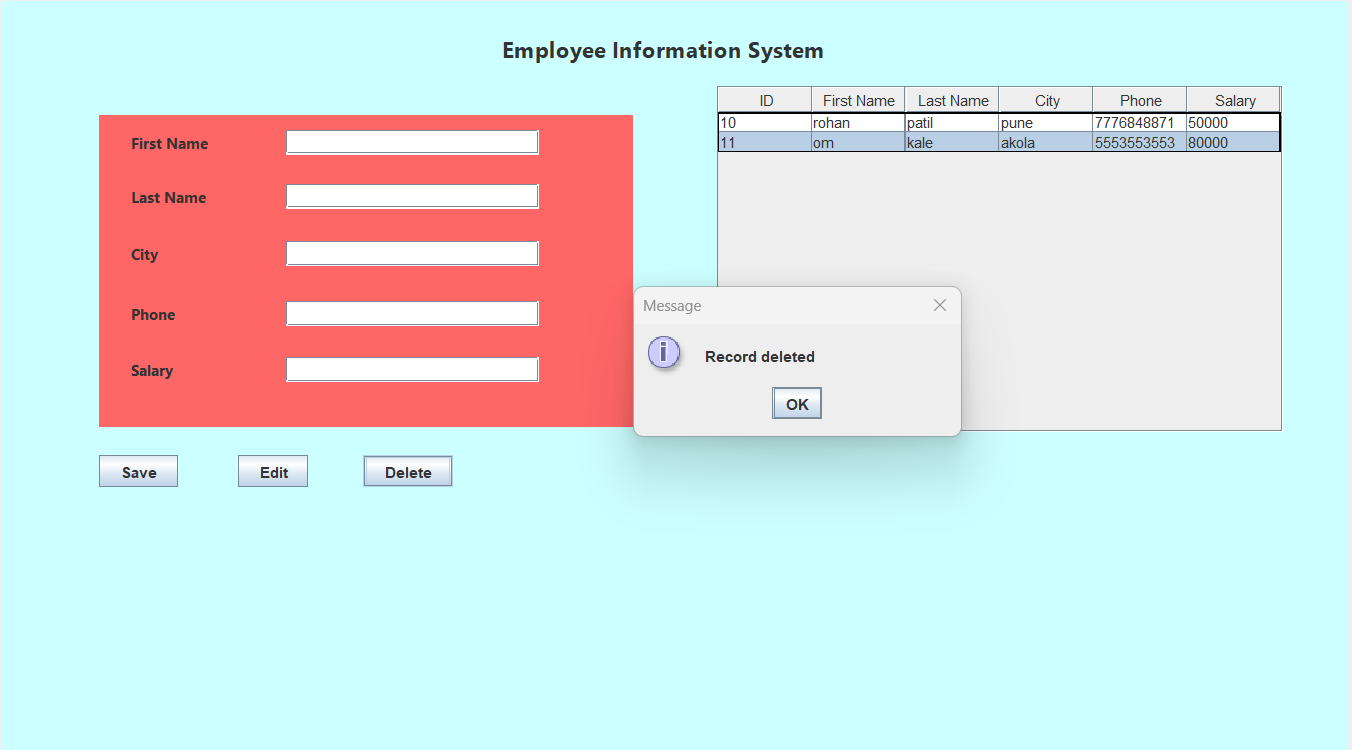 Employee Information System
ID First Name Last Name City Phone Salary
10 rohan patil pune 7776848871 50000
11 om kale akola 5553553553 80000
First Name
Last Name
City
Phone
Salary
Message
i
Record deleted
OK
Save Edit Delete